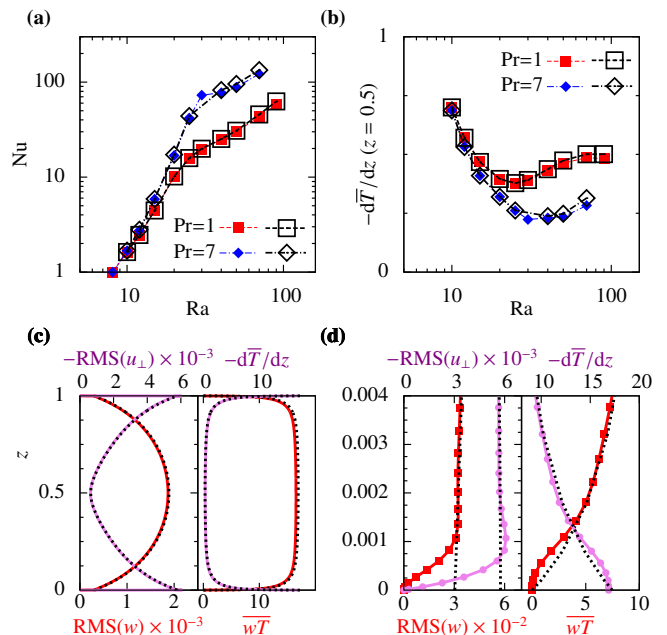 (a)
Nu
100
10
1
10
100
Ra
Pr=1
Pr=7
(b)
−dT̅/dz (z = 0.5)
1
0
10
100
Ra
Pr=1
Pr=7
(c)
−RMS(u⊥) × 10⁻³ −dT̅/dz
0 2 4 6 0 10
z
1
0.5
0
0 1 2 0 10
RMS(w) × 10⁻³ w̅T̅
(d)
−RMS(u⊥) × 10⁻³ −dT̅/dz
0 3 6 10 15 20
0.004
0.003
0.002
0.001
0
0 3 6 0 5 10
RMS(w) × 10⁻² w̅T̅